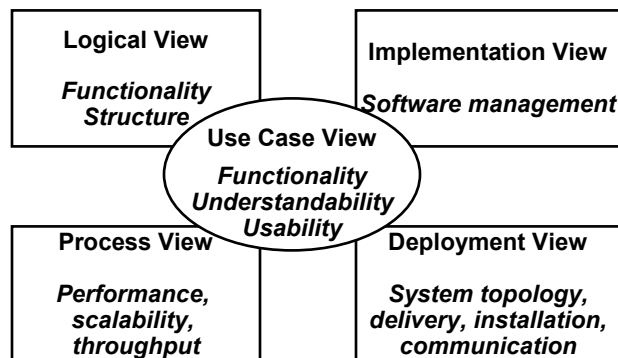 Logical View
Functionality
Structure
Implementation View
Software management
Use Case View
Functionality
Understandability
Usability
Process View
Performance,
scalability,
throughput
Deployment View
System topology,
delivery, installation,
communication